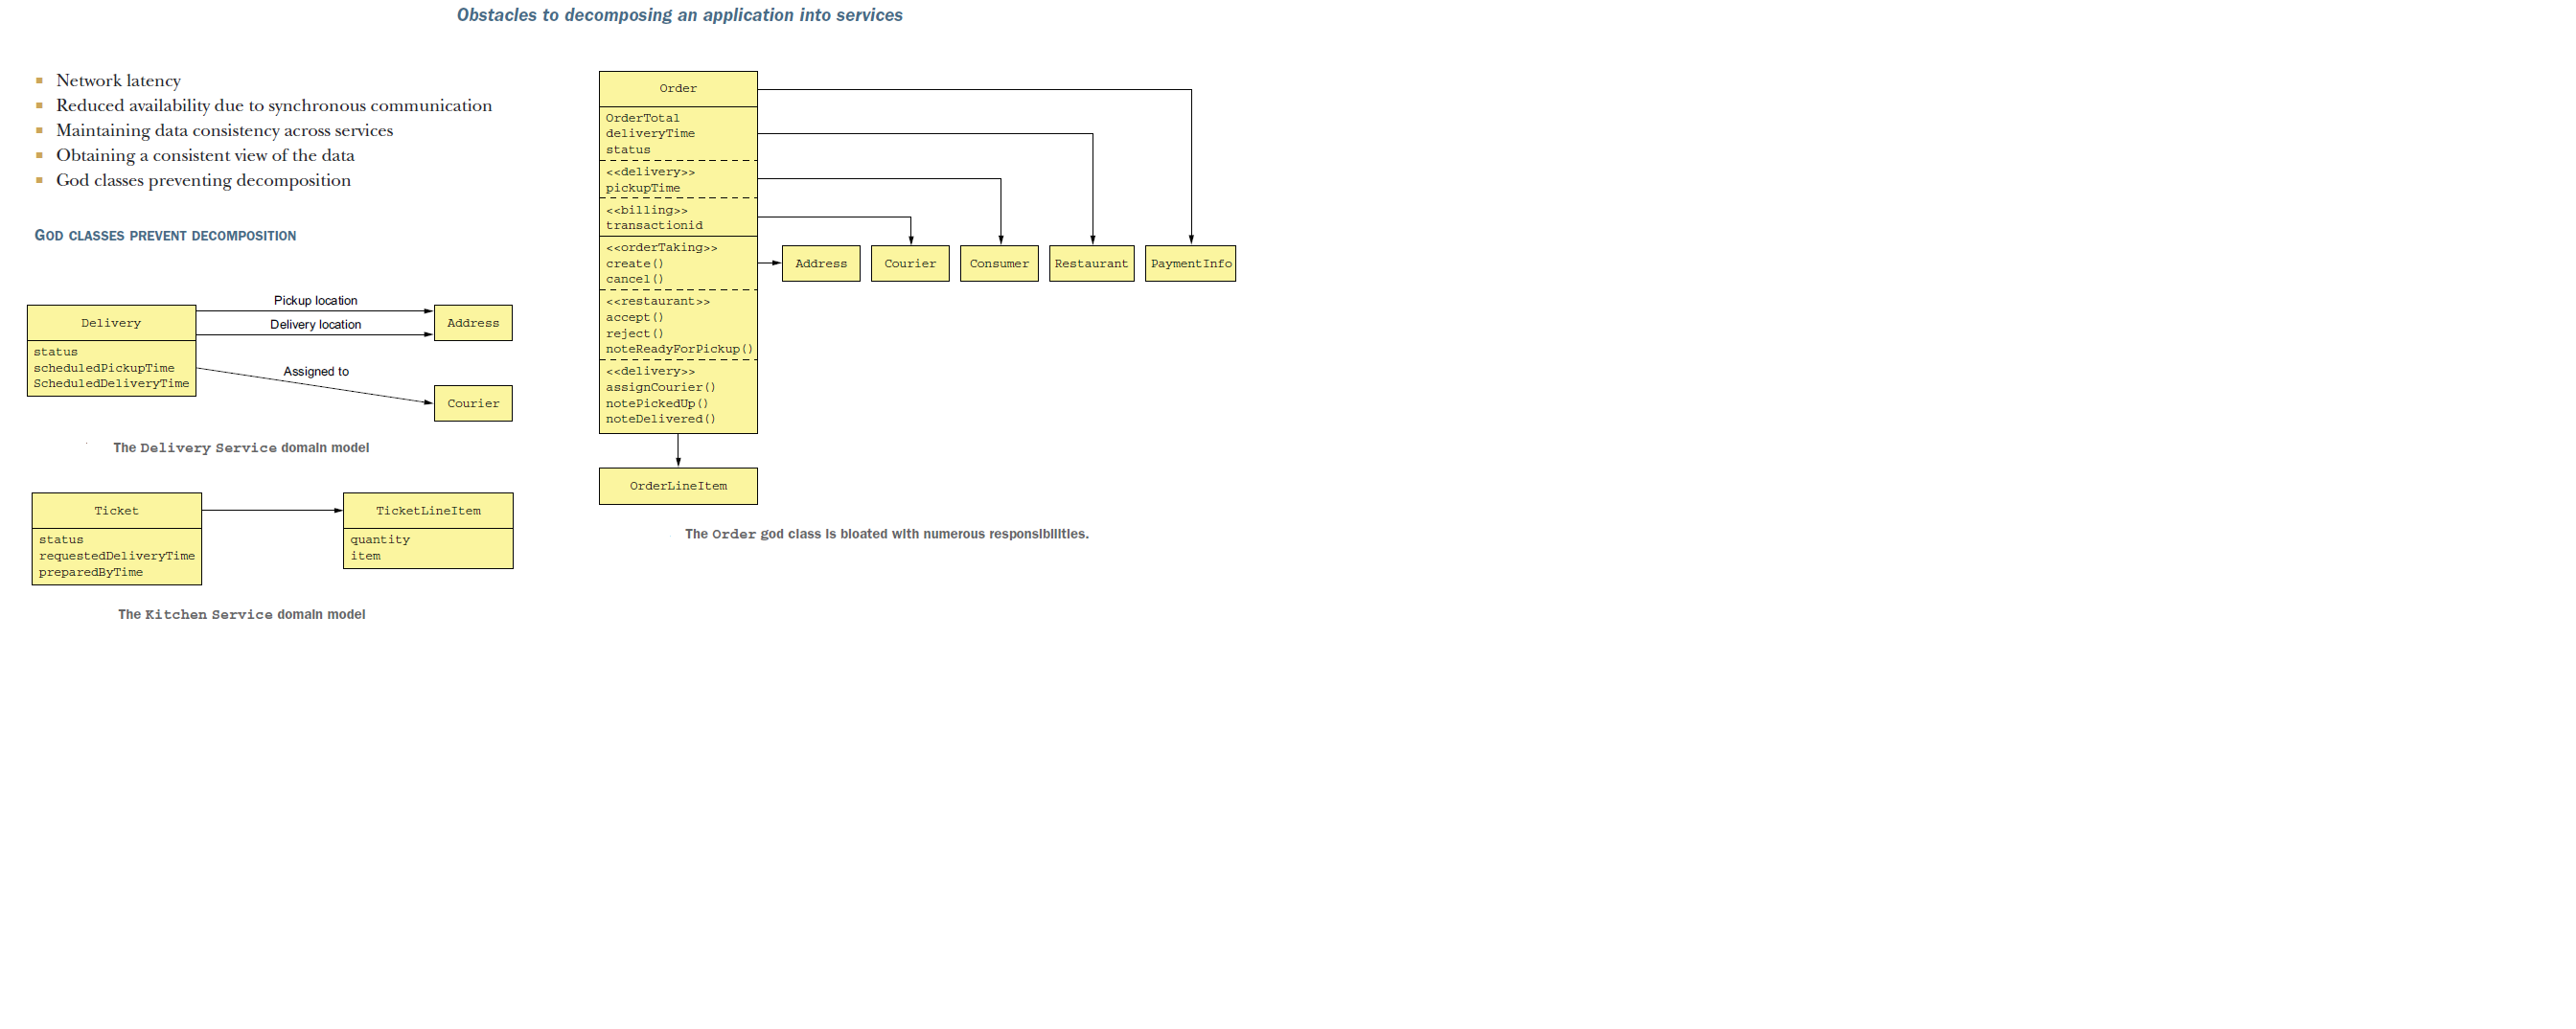 Obstacles to decomposing an application into services
Network latency
Reduced availability due to synchronous communication
Maintaining data consistency across services
Obtaining a consistent view of the data
God classes preventing decomposition
GOD CLASSES PREVENT DECOMPOSITION
Delivery
status
scheduledPickupTime
ScheduledDeliveryTime
Pickup location
Delivery location
Assigned to
Address
Courier
The Delivery Service domain model
Ticket
status
requestedDeliveryTime
preparedByTime
TicketLineItem
quantity
item
The Kitchen Service domain model
Order
OrderTotal
deliveryTime
status
<<delivery>>
pickupTime
<<billing>>
transactionid
<<orderTaking>>
create()
cancel()
<<restaurant>>
accept()
reject()
noteReadyForPickup()
<<delivery>>
assignCourier()
notePickedUp()
noteDelivered()
Address
Courier
Consumer
Restaurant
PaymentInfo
OrderLineItem
The Order god class is bloated with numerous responsibilities.